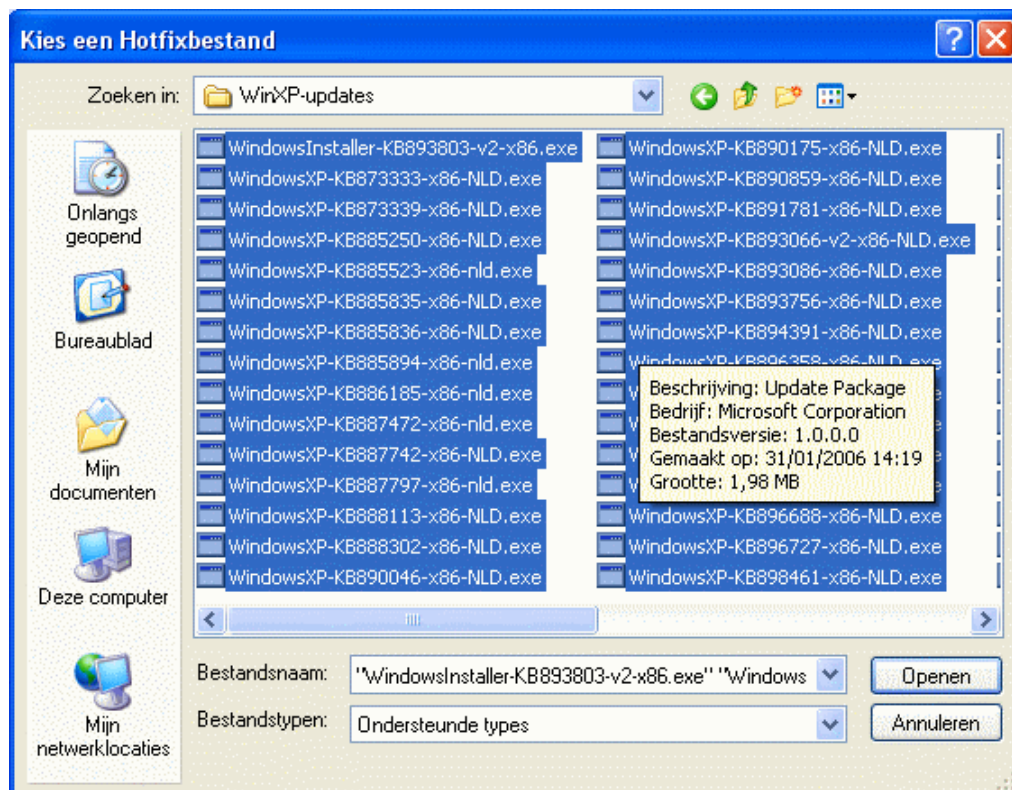 Kies een Hotfixbestand
Zoeken in:
WinXP-updates
Onlangs
geopend
Bureaublad
Mijn
documenten
Deze computer
Mijn
netwerklocaties
WindowsInstaller-KB893803-v2-x86.exe
WindowsXP-KB873333-x86-NLD.exe
WindowsXP-KB873339-x86-NLD.exe
WindowsXP-KB885250-x86-NLD.exe
WindowsXP-KB885523-x86-nld.exe
WindowsXP-KB885835-x86-NLD.exe
WindowsXP-KB885836-x86-NLD.exe
WindowsXP-KB885894-x86-nld.exe
WindowsXP-KB886185-x86-nld.exe
WindowsXP-KB887472-x86-nld.exe
WindowsXP-KB887742-x86-NLD.exe
WindowsXP-KB887797-x86-nld.exe
WindowsXP-KB888113-x86-NLD.exe
WindowsXP-KB888302-x86-NLD.exe
WindowsXP-KB890046-x86-NLD.exe
WindowsXP-KB890175-x86-NLD.exe
WindowsXP-KB890859-x86-NLD.exe
WindowsXP-KB891781-x86-NLD.exe
WindowsXP-KB893066-v2-x86-NLD.exe
WindowsXP-KB893086-x86-NLD.exe
WindowsXP-KB893756-x86-NLD.exe
WindowsXP-KB894391-x86-NLD.exe
WindowsXP-KB896358-x86-NLD.exe
Beschrijving: Update Package
Bedrijf: Microsoft Corporation
Bestandsversie: 1.0.0.0
Gemaakt op: 31/01/2006 14:19
Grootte: 1,98 MB
WindowsXP-KB896688-x86-NLD.exe
WindowsXP-KB896727-x86-NLD.exe
WindowsXP-KB898461-x86-NLD.exe
Bestandsnaam:
"WindowsInstaller-KB893803-v2-x86.exe" "Windows
Openen
Bestandstypen:
Ondersteunde types
Annuleren